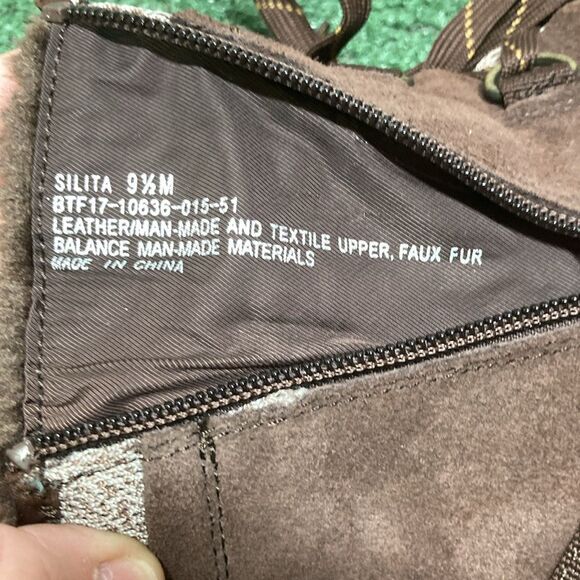 SILITA 9½M
BTF17-10636-015-51
LEATHER/MAN-MADE AND TEXTILE UPPER, FAUX FUR
BALANCE MAN-MADE MATERIALS
MADE IN CHINA